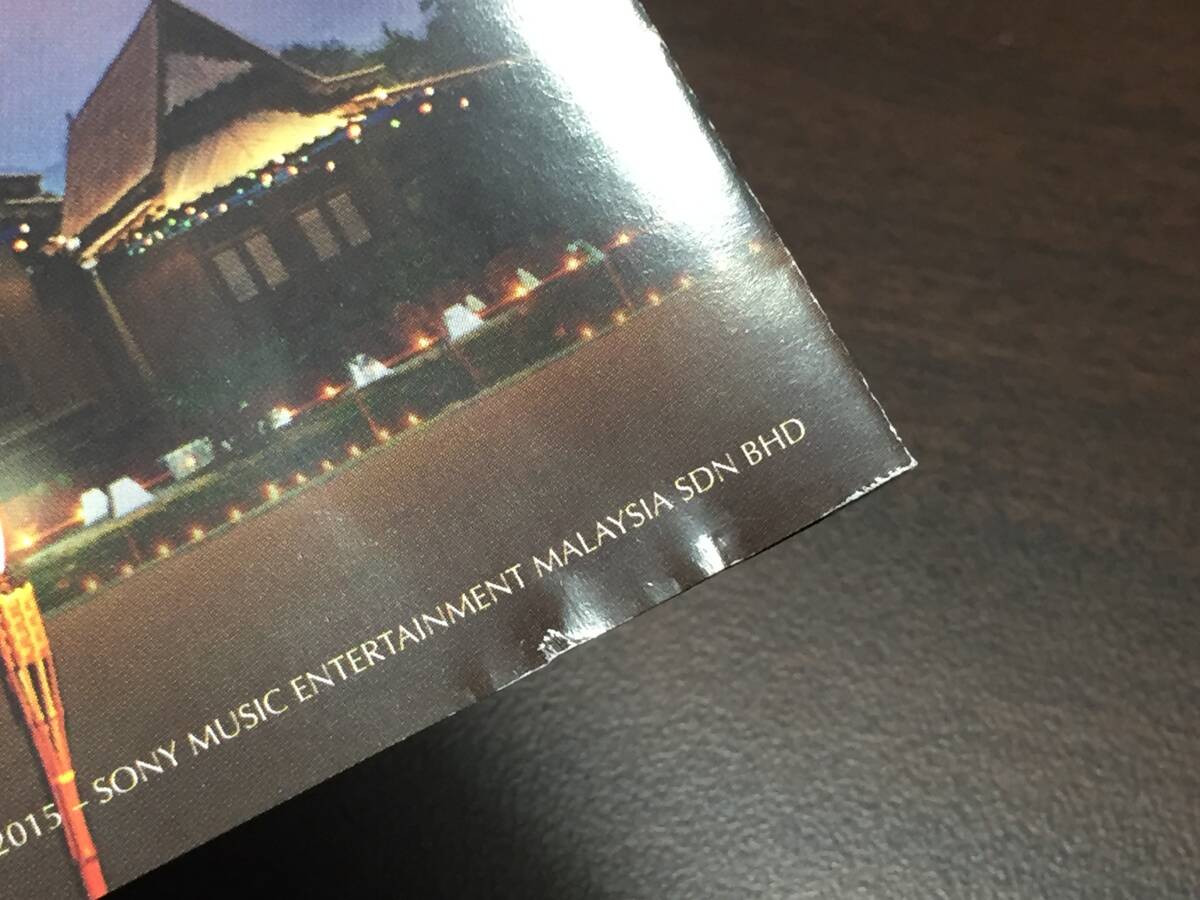 2015 – SONY MUSIC ENTERTAINMENT MALAYSIA SDN BHD